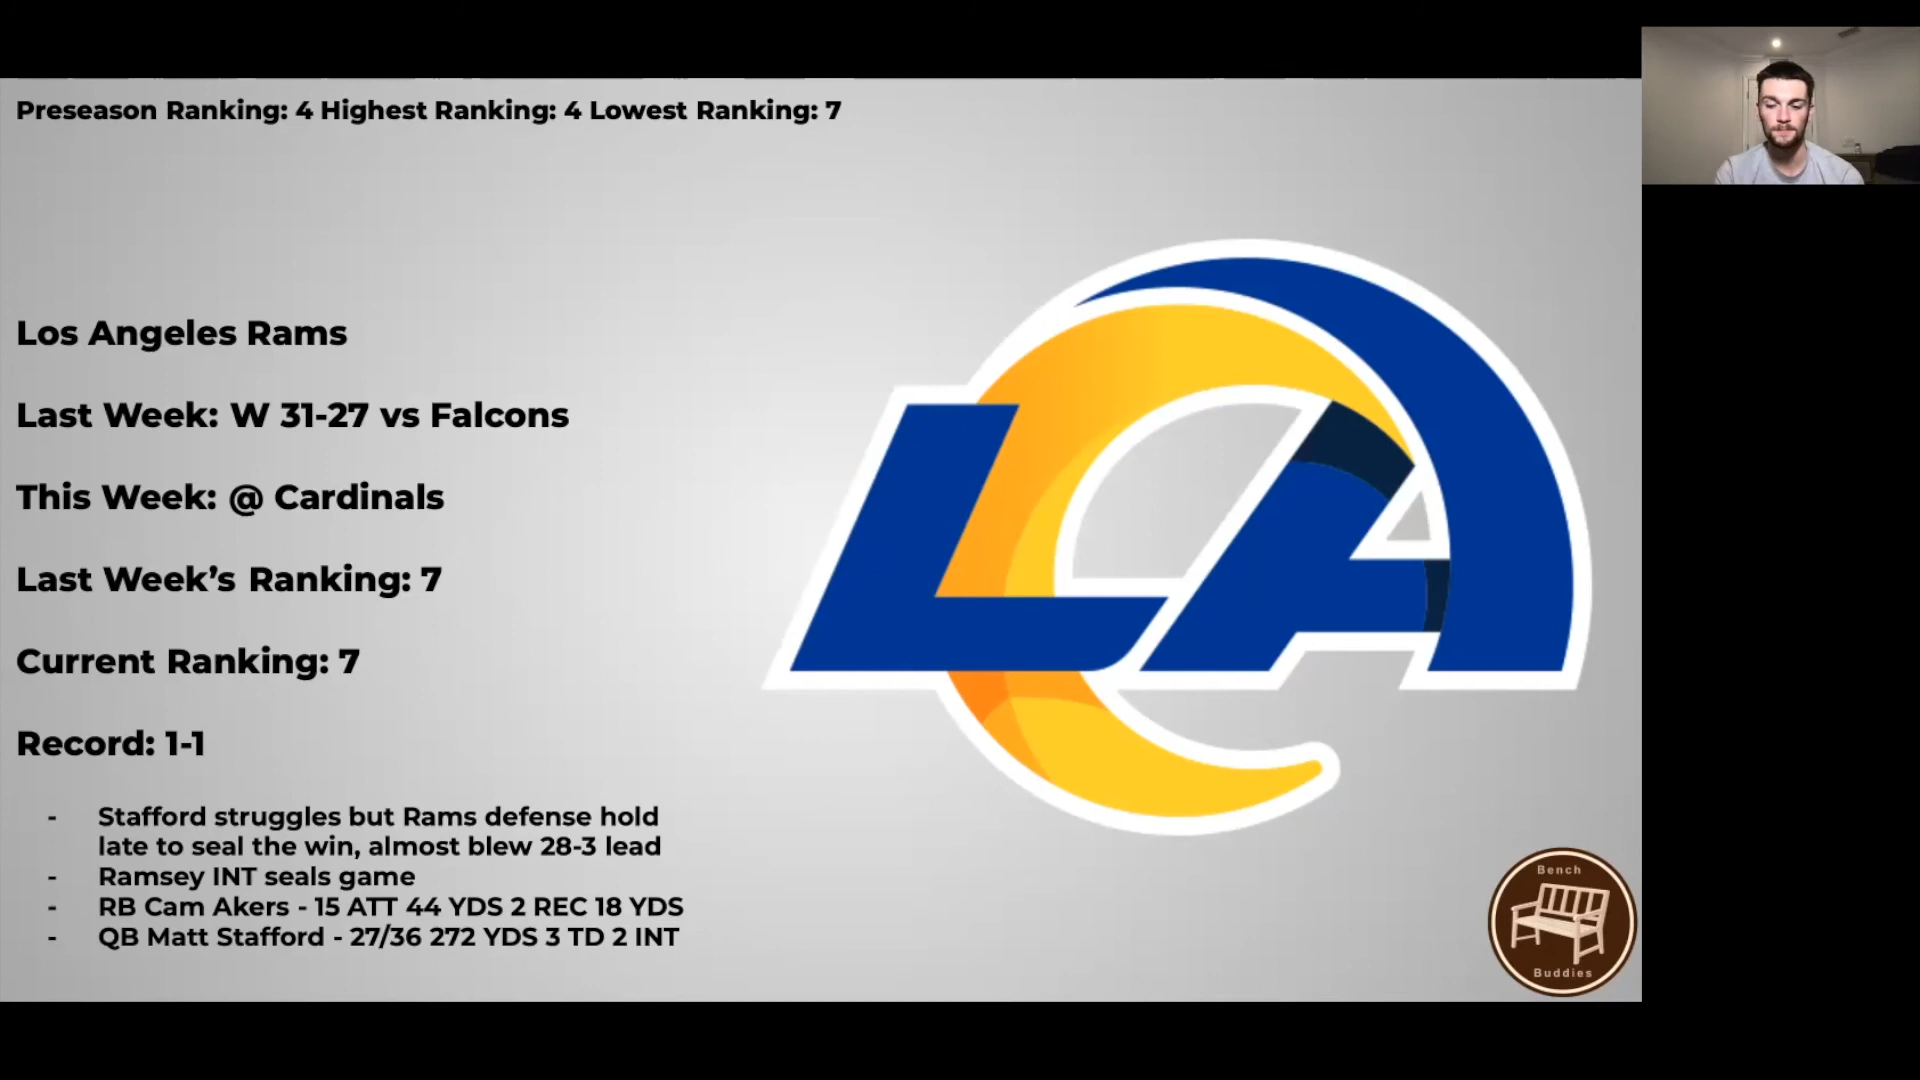 Preseason Ranking: 4 Highest Ranking: 4 Lowest Ranking: 7
Los Angeles Rams
Last Week: W 31-27 vs Falcons
This Week: @ Cardinals
Last Week’s Ranking: 7
Current Ranking: 7
Record: 1-1
- Stafford struggles but Rams defense hold
late to seal the win, almost blew 28-3 lead
- Ramsey INT seals game
- RB Cam Akers - 15 ATT 44 YDS 2 REC 18 YDS
- QB Matt Stafford - 27/36 272 YDS 3 TD 2 INT
LA
Bench
Buddies